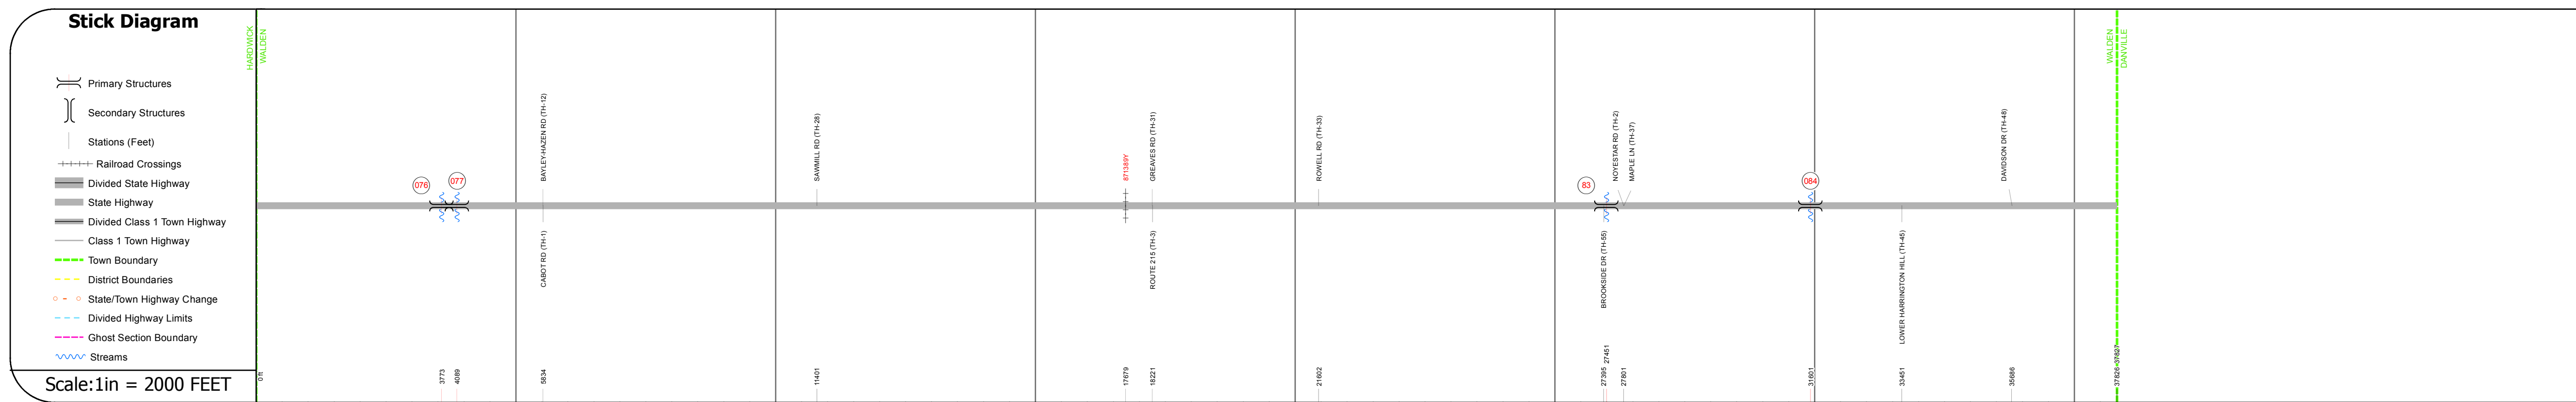 Stick Diagram
Primary Structures
Secondary Structures
Stations (Feet)
Railroad Crossings
Divided State Highway
State Highway
Divided Class 1 Town Highway
Class 1 Town Highway
Town Boundary
District Boundaries
State/Town Highway Change
Divided Highway Limits
Ghost Section Boundary
Streams
Scale:1in = 2000 FEET
HARDWICK
WALDEN
076
077
BAYLEY-HAZEN RD (TH-12)
CABOT RD (TH-1)
SAWMILL RD (TH-28)
871389Y
GREAVES RD (TH-31)
ROUTE 215 (TH-3)
ROWELL RD (TH-33)
83
BROOKSIDE DR (TH-55)
NOYESTAR RD (TH-2)
MAPLE LN (TH-37)
084
LOWER HARRINGTON HILL (TH-45)
DAVIDSON DR (TH-48)
WALDEN
DANVILLE
0 ft
3773
4089
5834
11401
17679
18221
21602
27395
27451
27801
31601
33451
35686
37826
37827